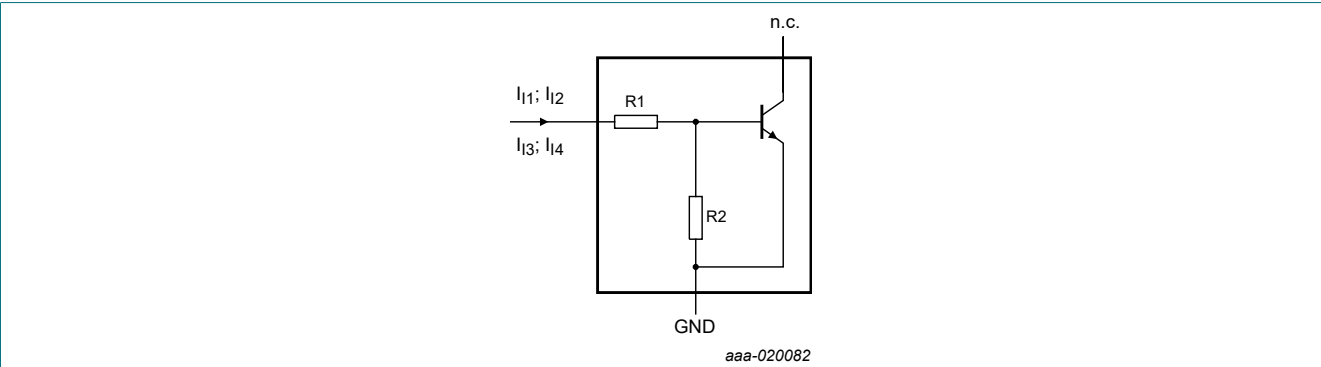 n.c.
I_I1; I_I2
R1
I_I3; I_I4
R2
GND
aaa-020082